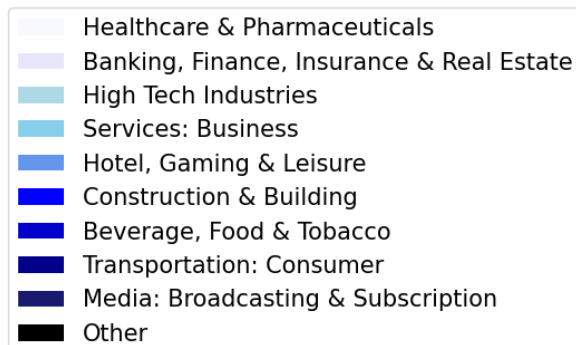 Healthcare & Pharmaceuticals
Banking, Finance, Insurance & Real Estate
High Tech Industries
Services: Business
Hotel, Gaming & Leisure
Construction & Building
Beverage, Food & Tobacco
Transportation: Consumer
Media: Broadcasting & Subscription
Other